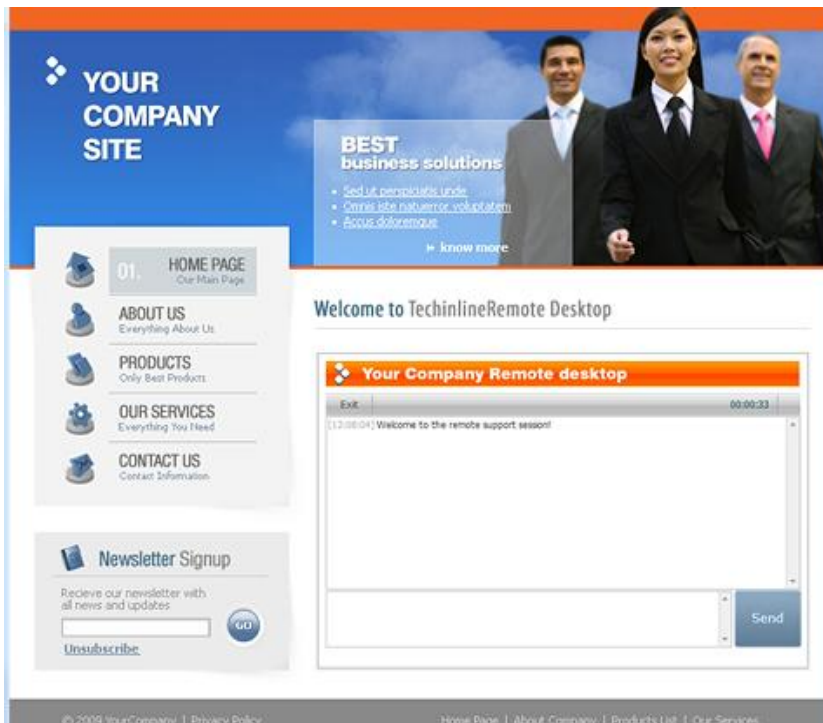 YOUR
COMPANY
SITE
BEST
business solutions
Sed ut perspiciatis unde
Omnis iste natuerror voluptatem
Accus doloremque
know more
01. HOME PAGE
Our Main Page
ABOUT US
Everything About Us
PRODUCTS
Only Best Products
OUR SERVICES
Everything You Need
CONTACT US
Contact Information
Newsletter Signup
Recieve our newsletter with
all news and updates
GO
Unsubscribe
Welcome to TechinlineRemote Desktop
Your Company Remote desktop
Exit 00:00:33
[13:08:04] Welcome to the remote support session!
Send
© 2009 YourCompany | Privacy Policy
Home Page | About Company | Products List | Our Services